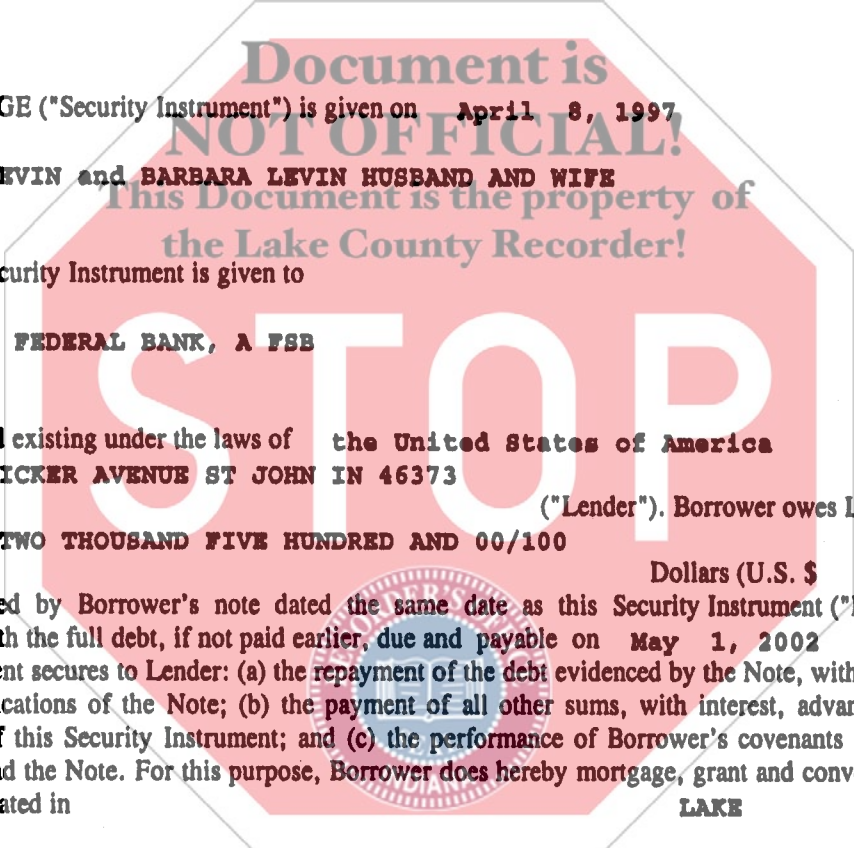 Document is
GE ("Security Instrument") is given on April 8, 1997
NOT OFFICIAL!
EVIN and BARBARA LEVIN HUSBAND AND WIFE
This Document is the property of
the Lake County Recorder!
curity Instrument is given to
STOP
FEDERAL BANK, A FSB
existing under the laws of the United States of America
ICKER AVENUE ST JOHN IN 46373
("Lender"). Borrower owes L
TWO THOUSAND FIVE HUNDRED AND 00/100
Dollars (U.S. $
ed by Borrower's note dated the same date as this Security Instrument ("
th the full debt, if not paid earlier, due and payable on May 1, 2002
ent secures to Lender: (a) the repayment of the debt evidenced by the Note, with
cations of the Note; (b) the payment of all other sums, with interest, advan
f this Security Instrument; and (c) the performance of Borrower's covenants
d the Note. For this purpose, Borrower does hereby mortgage, grant and conv
ated in LAKE
INDIANA